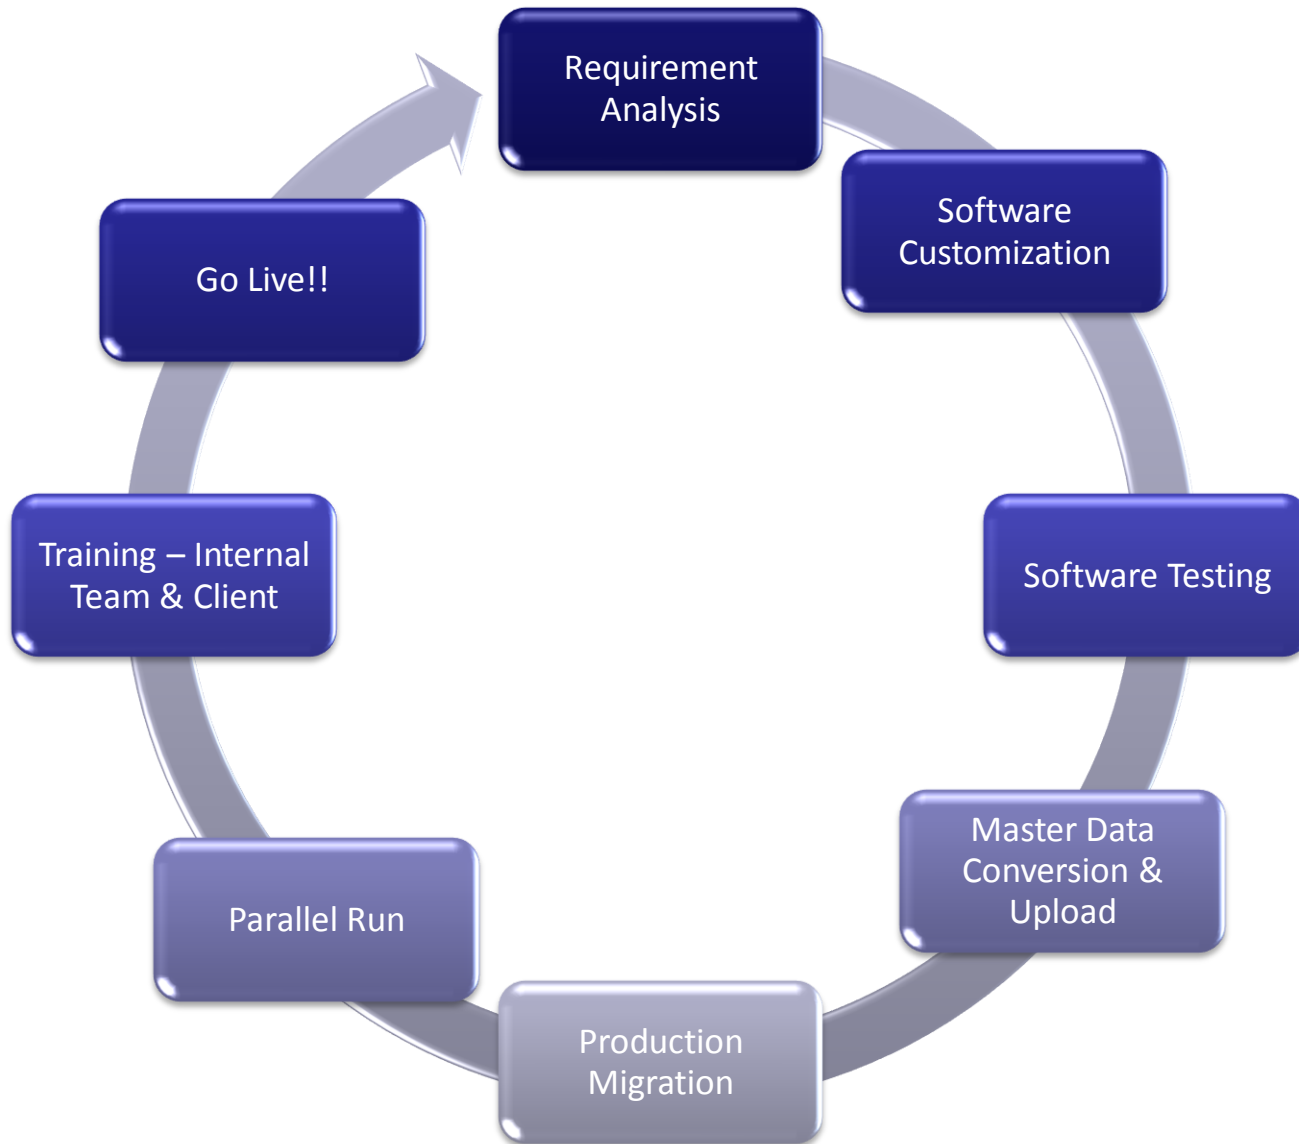 Requirement
Analysis
Software
Customization
Software Testing
Master Data
Conversion &
Upload
Production
Migration
Parallel Run
Training – Internal
Team & Client
Go Live!!